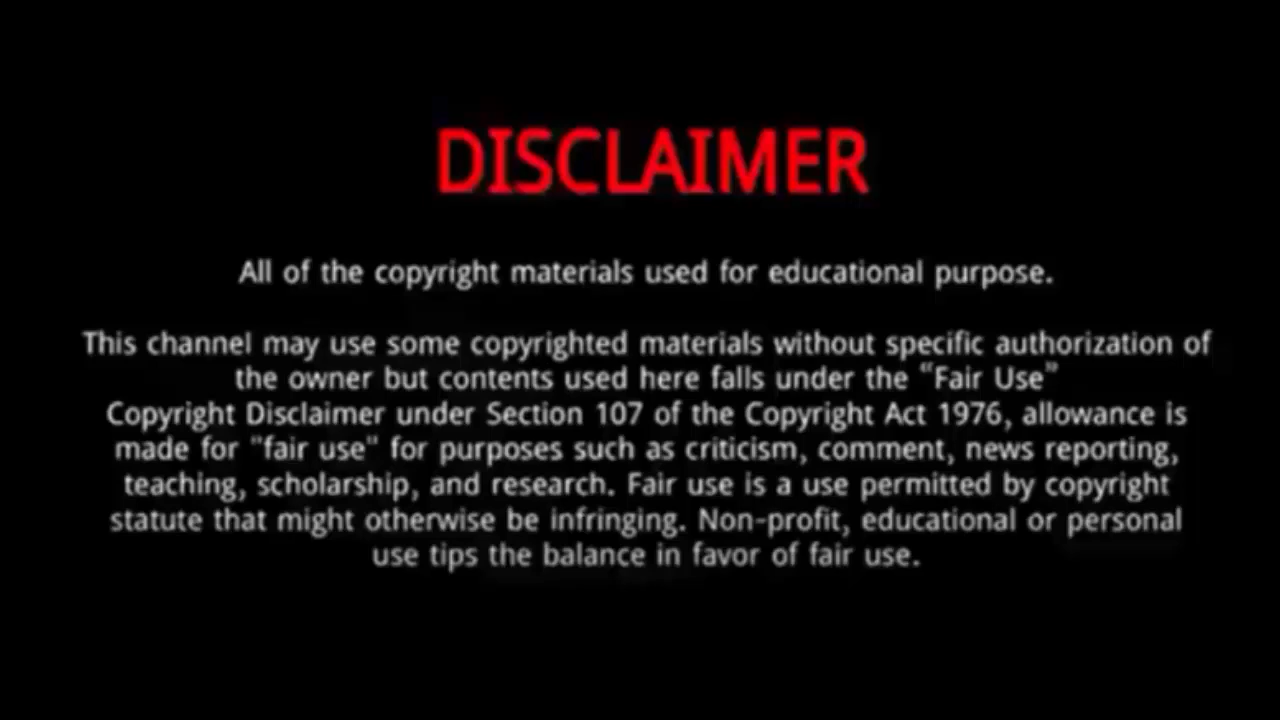 DISCLAIMER
All of the copyright materials used for educational purpose.
This channel may use some copyrighted materials without specific authorization of
the owner but contents used here falls under the “Fair Use”
Copyright Disclaimer under Section 107 of the Copyright Act 1976, allowance is
made for "fair use" for purposes such as criticism, comment, news reporting,
teaching, scholarship, and research. Fair use is a use permitted by copyright
statute that might otherwise be infringing. Non-profit, educational or personal
use tips the balance in favor of fair use.